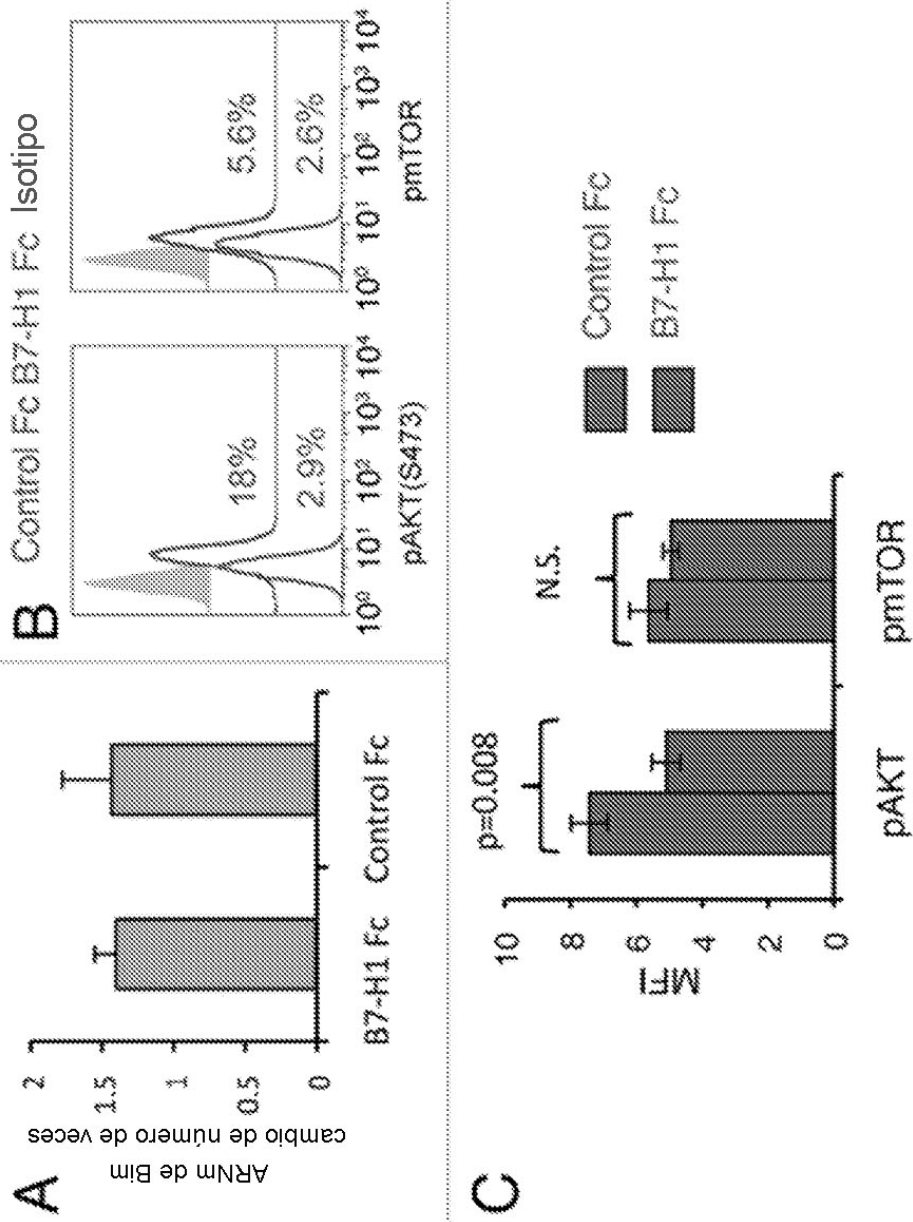 A
ARNm de Bim
cambio de número de veces
2
1.5
1
0.5
0
B7-H1 Fc Control Fc
B
Control Fc B7-H1 Fc Isotipo
18%
2.9%
10⁰ 10¹ 10² 10³ 10⁴
pAKT(S473)
5.6%
2.6%
10⁰ 10¹ 10² 10³ 10⁴
pmTOR
C
MFI
10
8
6
4
2
0
p=0.008
N.S.
pAKT pmTOR
Control Fc
B7-H1 Fc